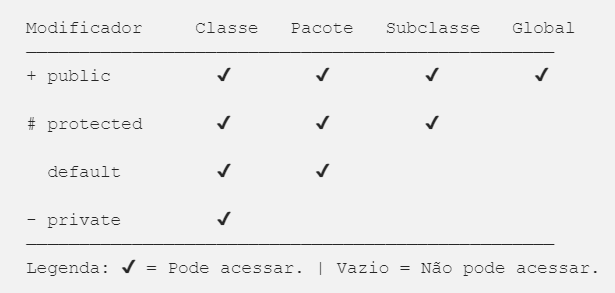 Modificador Classe Pacote Subclasse Global
+ public ✔ ✔ ✔ ✔
# protected ✔ ✔ ✔
default ✔ ✔
- private ✔
Legenda: ✔ = Pode acessar. | Vazio = Não pode acessar.